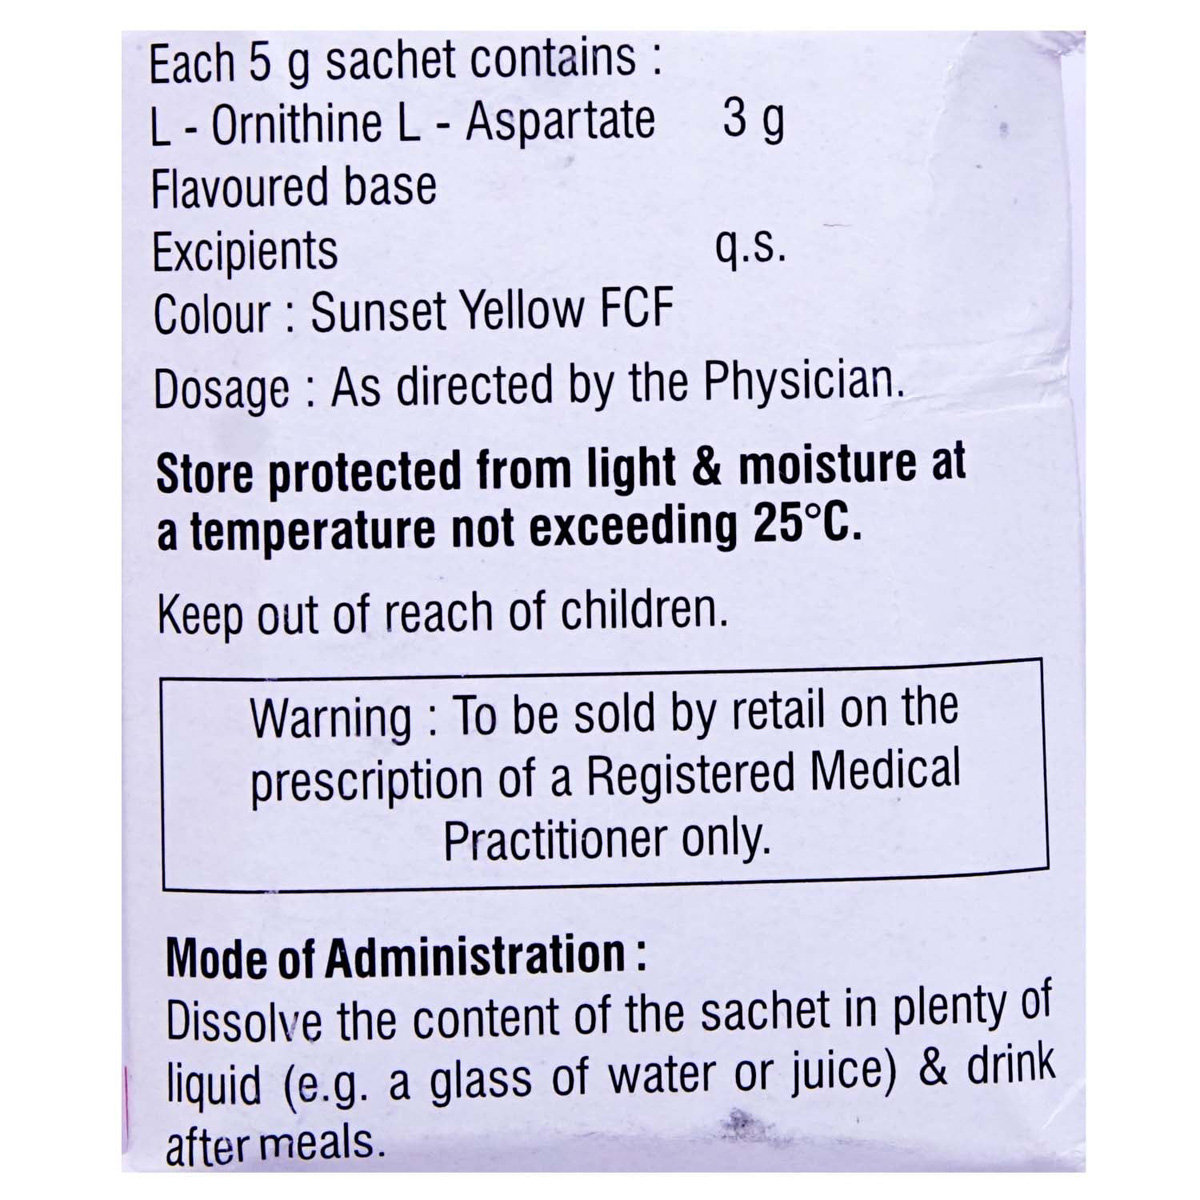 Each 5 g sachet contains :
L - Ornithine L - Aspartate 3 g
Flavoured base
Excipients q.s.
Colour : Sunset Yellow FCF
Dosage : As directed by the Physician.
Store protected from light & moisture at
a temperature not exceeding 25°C.
Keep out of reach of children.
Warning : To be sold by retail on the
prescription of a Registered Medical
Practitioner only.
Mode of Administration :
Dissolve the content of the sachet in plenty of
liquid (e.g. a glass of water or juice) & drink
after meals.